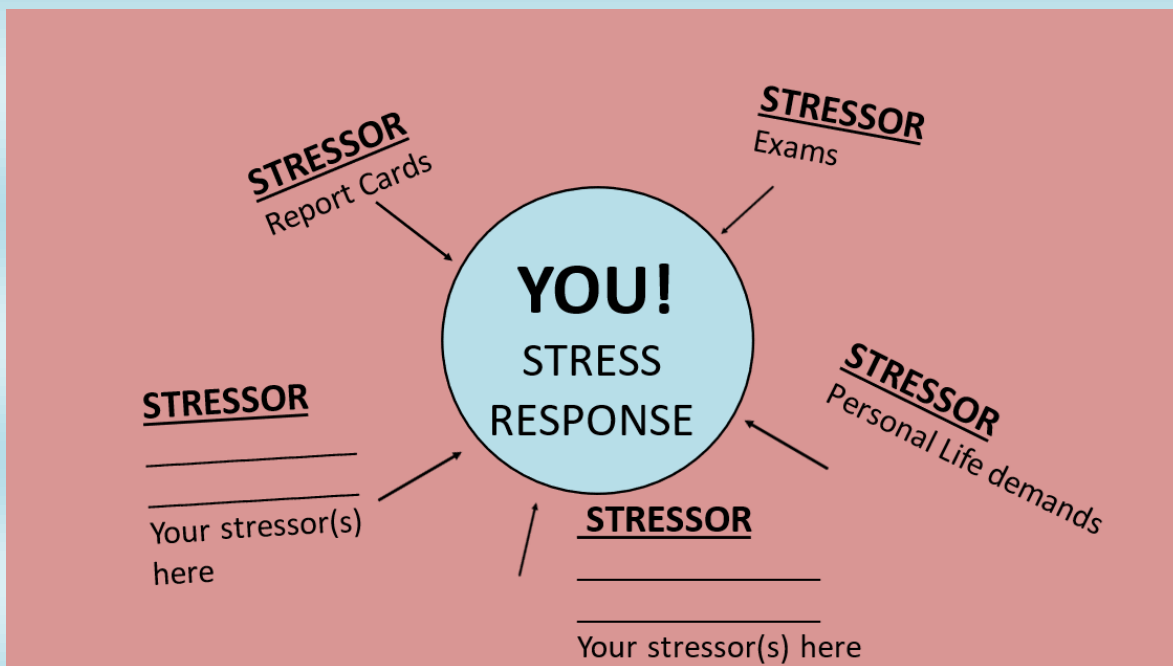 STRESSOR
Report Cards
STRESSOR
Exams
YOU!
STRESS
RESPONSE
STRESSOR
Personal Life demands
STRESSOR
Your stressor(s)
here
STRESSOR
Your stressor(s) here